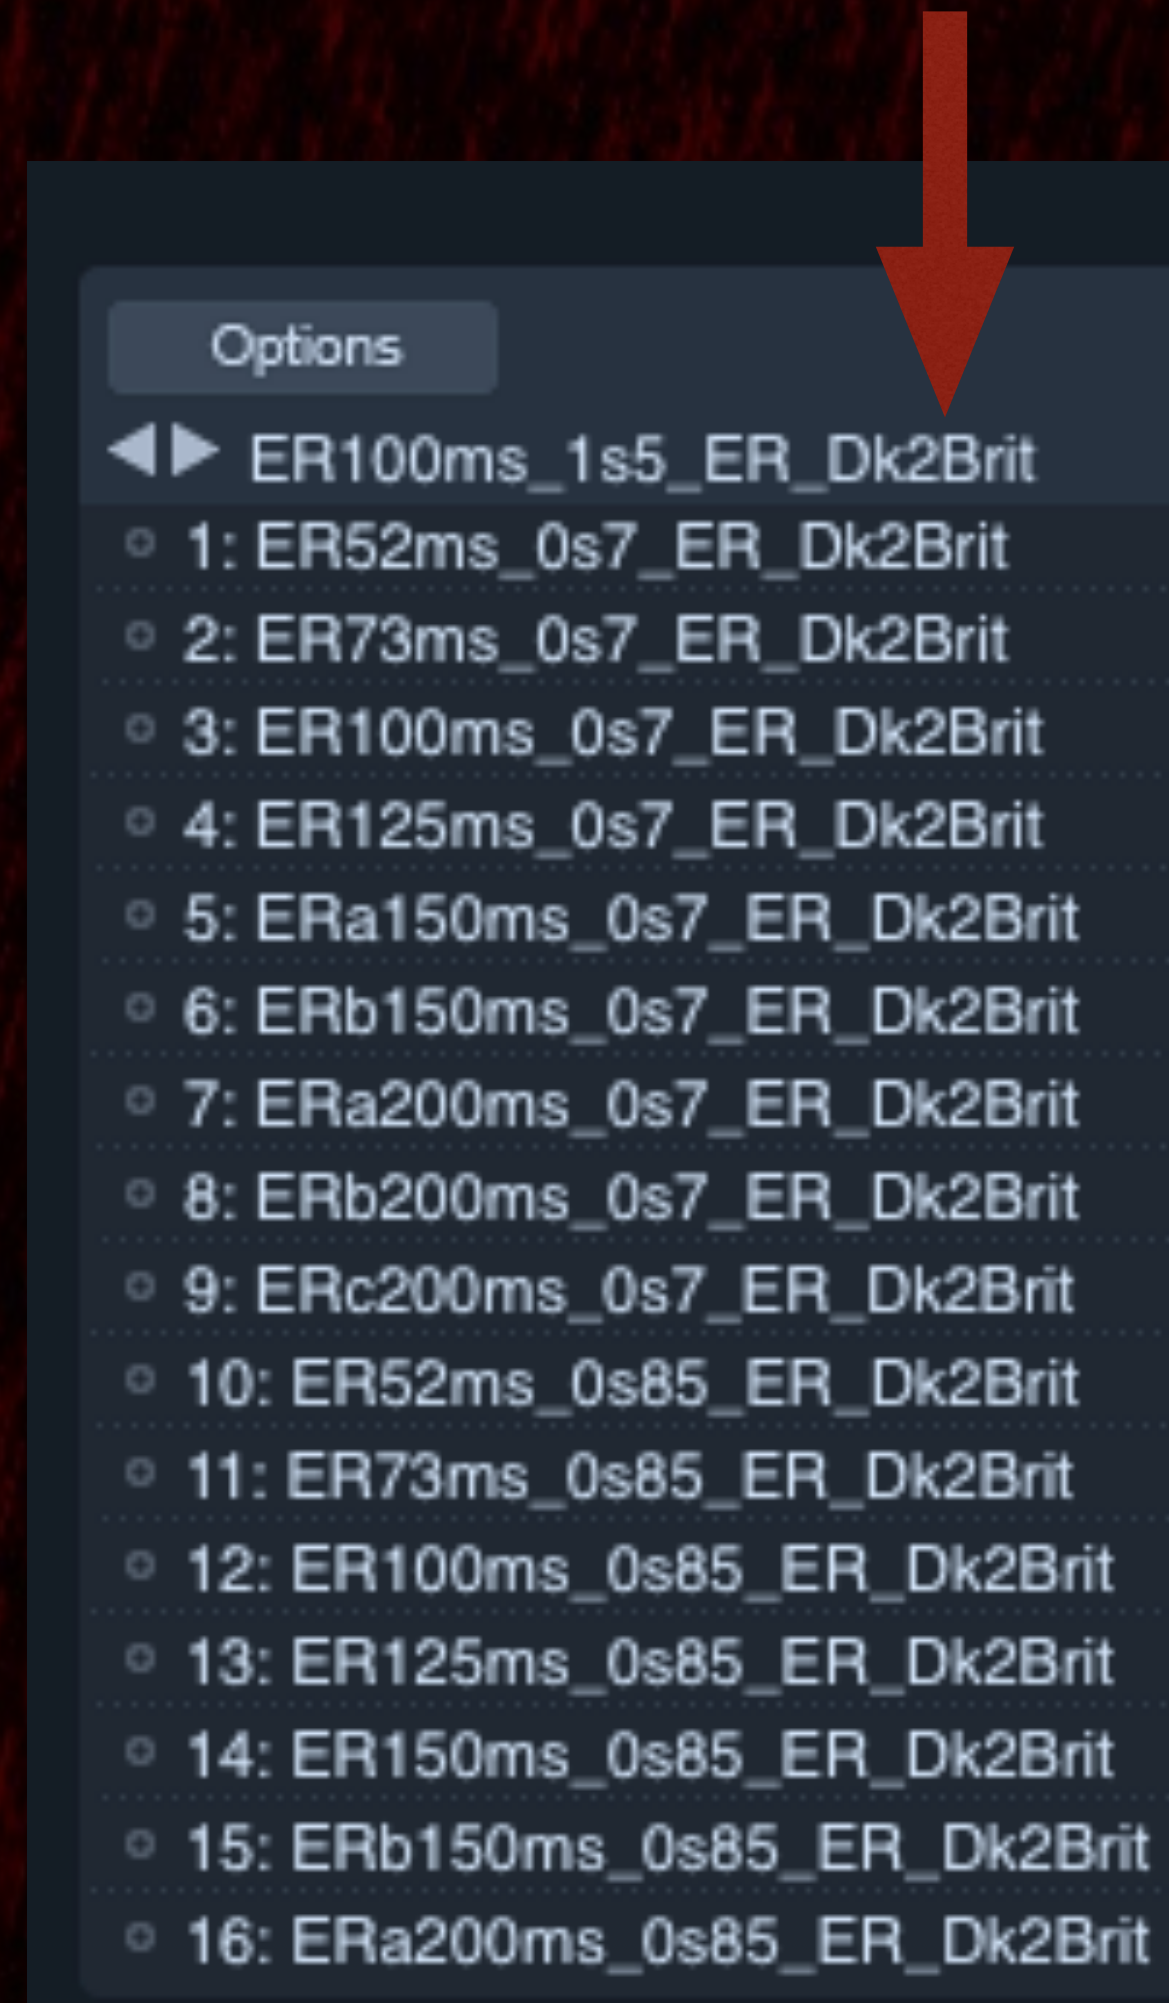 Options
ER100ms_1s5_ER_Dk2Brit
1: ER52ms_0s7_ER_Dk2Brit
2: ER73ms_0s7_ER_Dk2Brit
3: ER100ms_0s7_ER_Dk2Brit
4: ER125ms_0s7_ER_Dk2Brit
5: ERa150ms_0s7_ER_Dk2Brit
6: ERb150ms_0s7_ER_Dk2Brit
7: ERa200ms_0s7_ER_Dk2Brit
8: ERb200ms_0s7_ER_Dk2Brit
9: ERc200ms_0s7_ER_Dk2Brit
10: ER52ms_0s85_ER_Dk2Brit
11: ER73ms_0s85_ER_Dk2Brit
12: ER100ms_0s85_ER_Dk2Brit
13: ER125ms_0s85_ER_Dk2Brit
14: ER150ms_0s85_ER_Dk2Brit
15: ERb150ms_0s85_ER_Dk2Brit
16: ERa200ms_0s85_ER_Dk2Brit